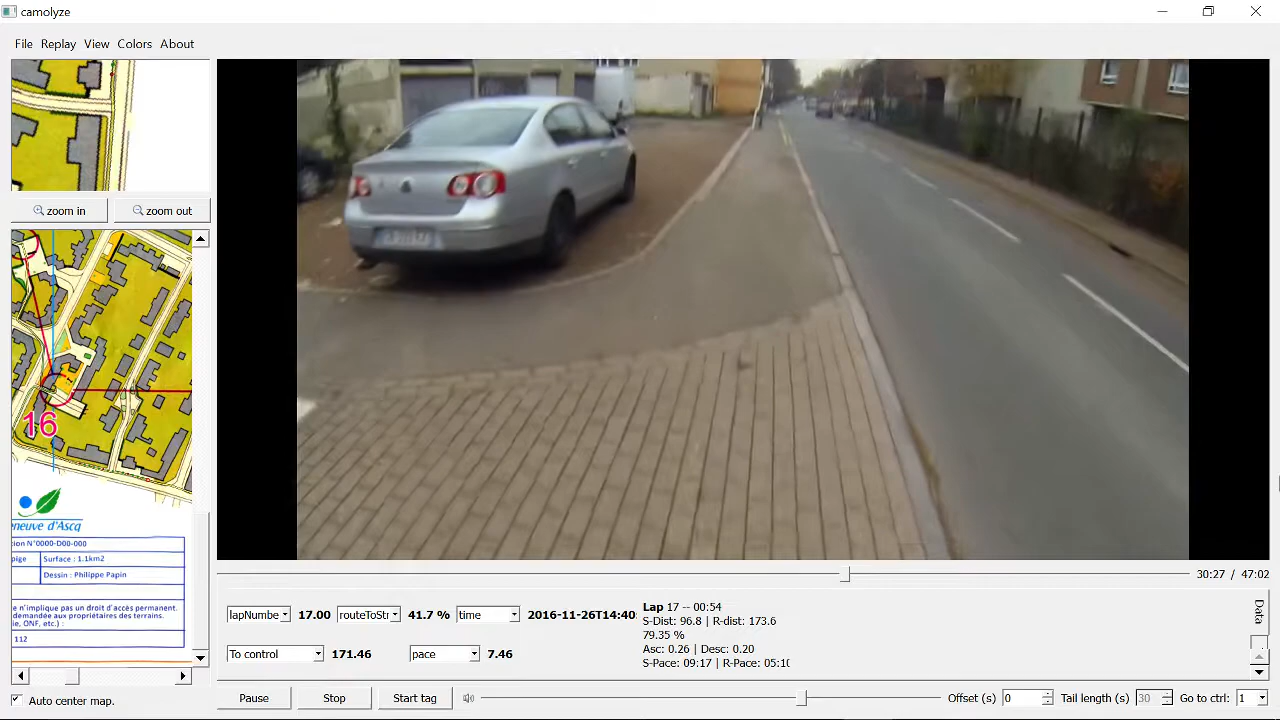 camolyze
File Replay View Colors About
zoom in zoom out
16
neuve d'Ascq
ction N°0000-D00-000
pige Surface : 1.1km2
Dessin : Philippe Papin
e n'implique pas un droit d'accès permanent.
demandée aux propriétaires des terrains.
ie, ONF, etc.) :
112
Auto center map.
30:27 / 47:02
lapNumbe 17.00 routeToStr 41.7 % time 2016-11-26T14:40:
To control 171.46 pace 7.46
Lap 17 -- 00:54
S-Dist: 96.8 | R-dist: 173.6
79.35 %
Asc: 0.26 | Desc: 0.20
S-Pace: 09:17 | R-Pace: 05:10
Data
Pause Stop Start tag Offset (s) 0 Tail length (s) 30 Go to ctrl: 1